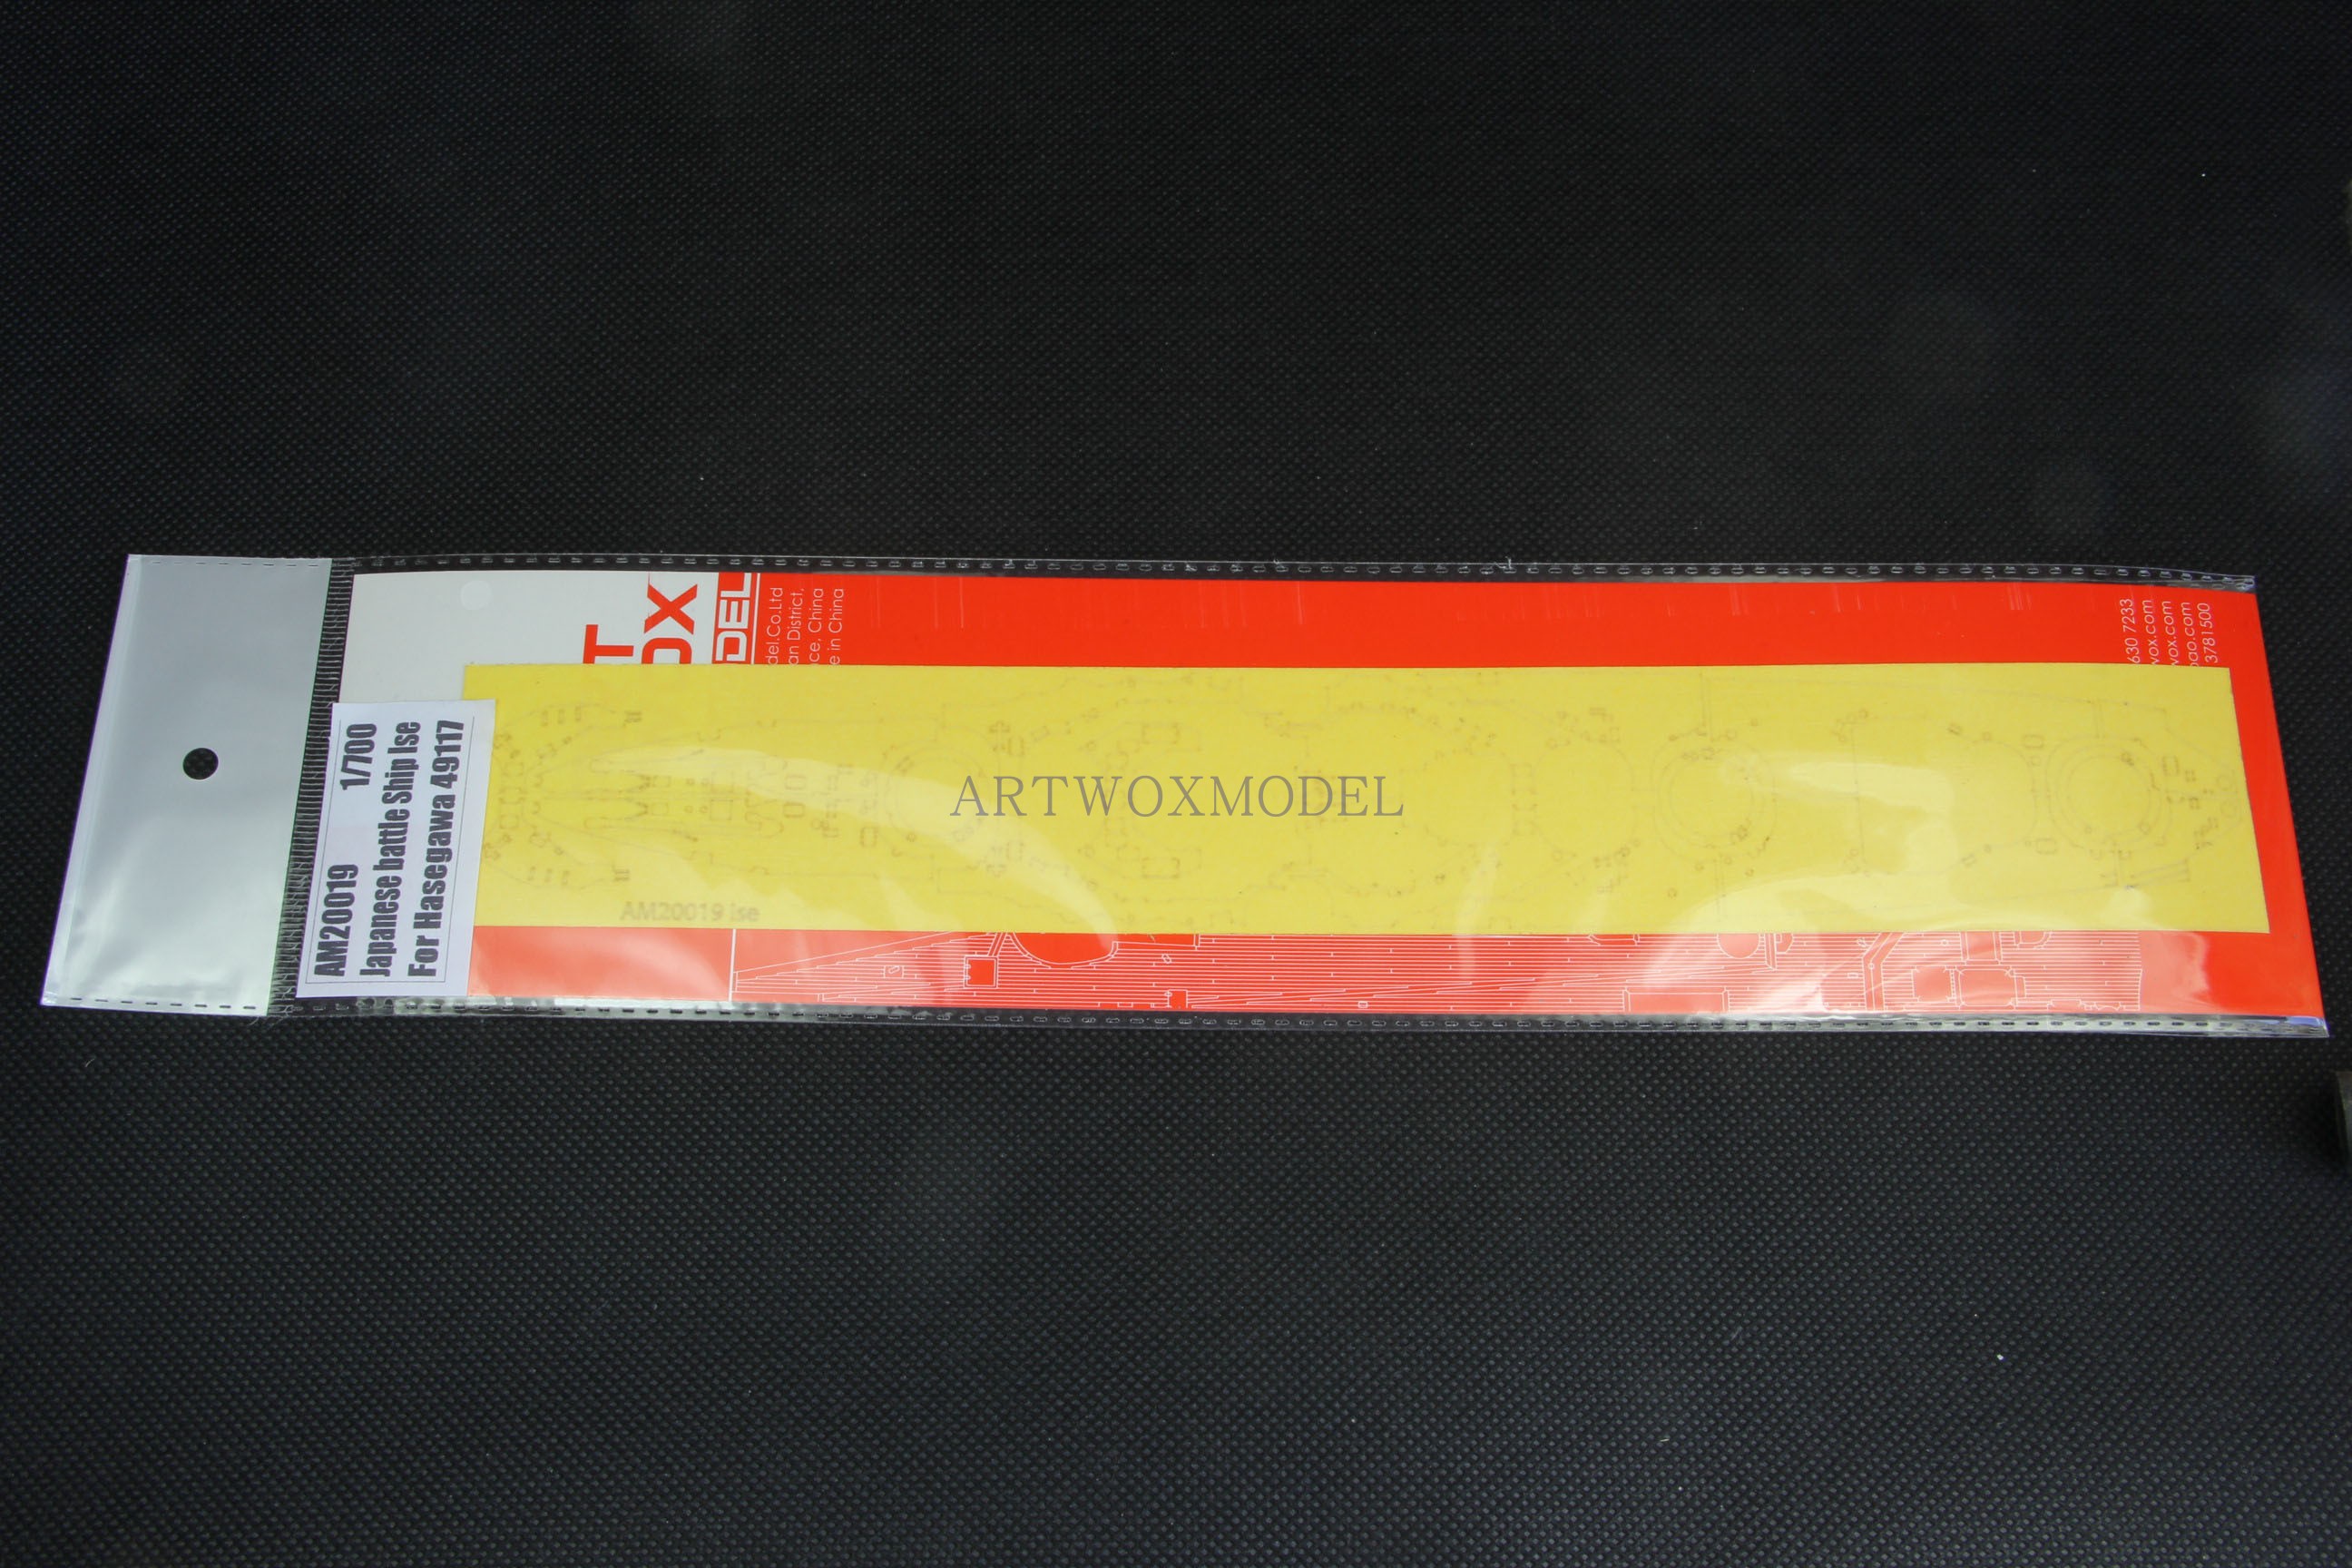 AM20019 1/700
Japanese battle Ship Ise
For Hasegawa 49117
AM20019 Ise
ARTWOXMODEL
T
OX
DEL
del.Co.Ltd
an District,
ce, China
e in China
630 7233
vox.com
vox.com
bao.com
3781500